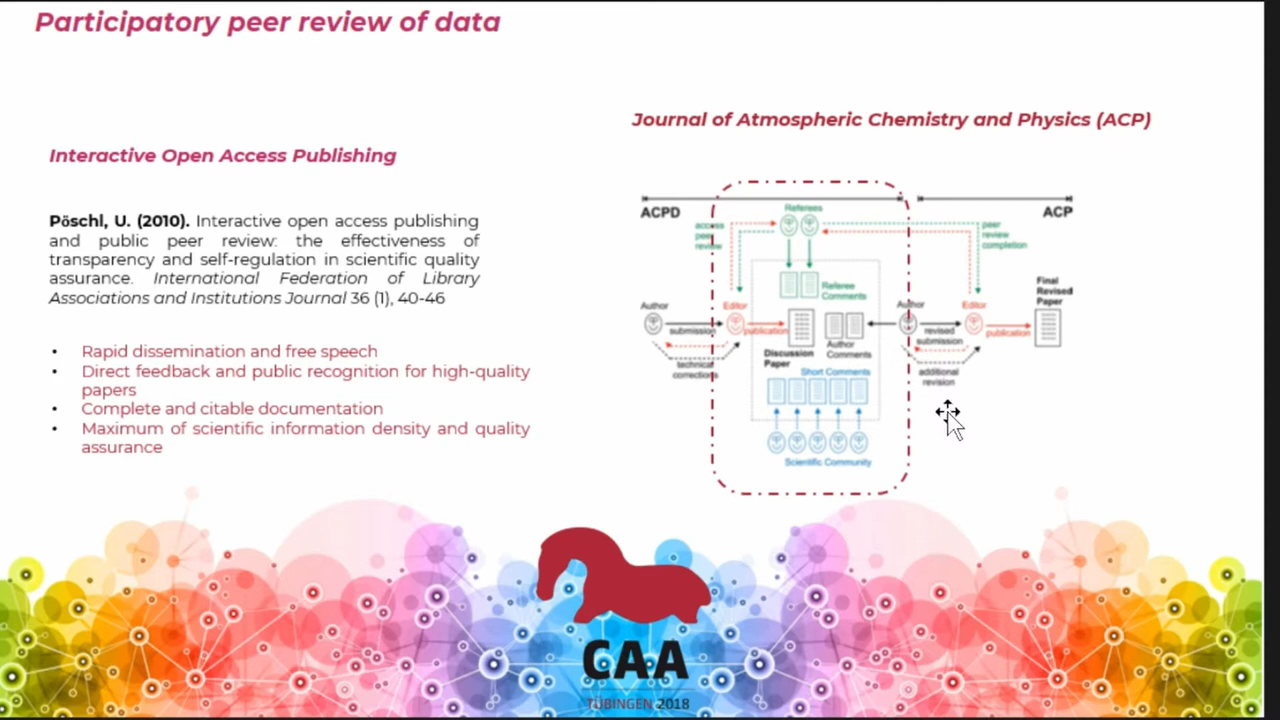 Participatory peer review of data
Journal of Atmospheric Chemistry and Physics (ACP)
Interactive Open Access Publishing
Pöschl, U. (2010). Interactive open access publishing
and public peer review: the effectiveness of
transparency and self-regulation in scientific quality
assurance. International Federation of Library
Associations and Institutions Journal 36 (1), 40-46
• Rapid dissemination and free speech
• Direct feedback and public recognition for high-quality
papers
• Complete and citable documentation
• Maximum of scientific information density and quality
assurance
ACPD
ACP
Referees
access
peer
review
peer
review
completion
Referee
Comments
Final
Revised
Paper
Author
Editor
Author
Editor
submission
publication
revised
submission
publication
Discussion
Paper
Author
Comments
technical
corrections
additional
revision
Short Comments
Scientific Community
CAA
TÜBINGEN 2018